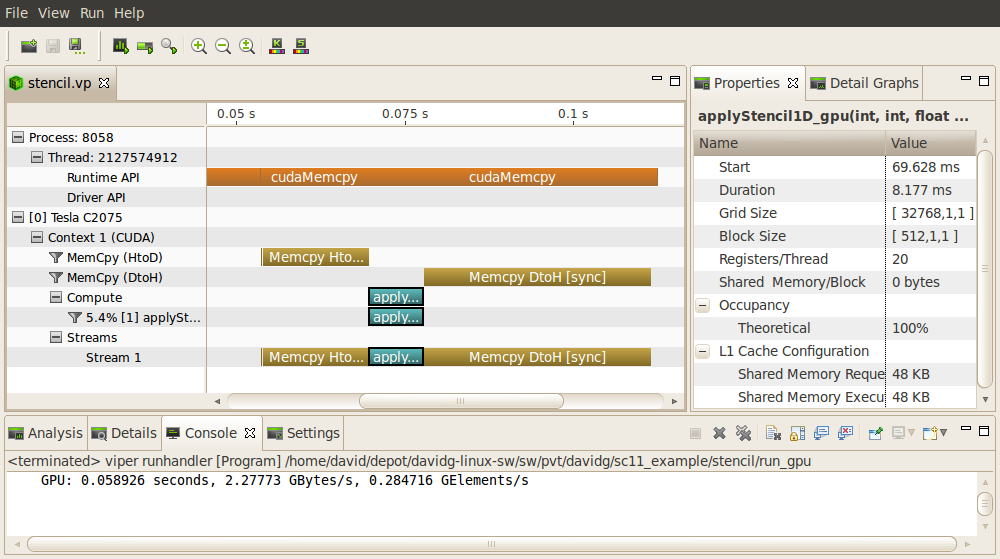 File View Run Help
stencil.vp
Properties Detail Graphs
0.05 s 0.075 s 0.1 s
applyStencil1D_gpu(int, int, float ...
Name Value
Process: 8058
Thread: 2127574912
Runtime API cudaMemcpy cudaMemcpy
Driver API
[0] Tesla C2075
Context 1 (CUDA)
MemCpy (HtoD) Memcpy Hto...
MemCpy (DtoH) Memcpy DtoH [sync]
Compute apply...
5.4% [1] applySt... apply...
Streams
Stream 1 Memcpy Hto... apply... Memcpy DtoH [sync]
Start 69.628 ms
Duration 8.177 ms
Grid Size [ 32768,1,1 ]
Block Size [ 512,1,1 ]
Registers/Thread 20
Shared Memory/Block 0 bytes
Occupancy
Theoretical 100%
L1 Cache Configuration
Shared Memory Reque 48 KB
Shared Memory Execu 48 KB
Analysis Details Console Settings
<terminated> viper runhandler [Program] /home/david/depot/davidg-linux-sw/sw/pvt/davidg/sc11_example/stencil/run_gpu
GPU: 0.058926 seconds, 2.27773 GBytes/s, 0.284716 GElements/s